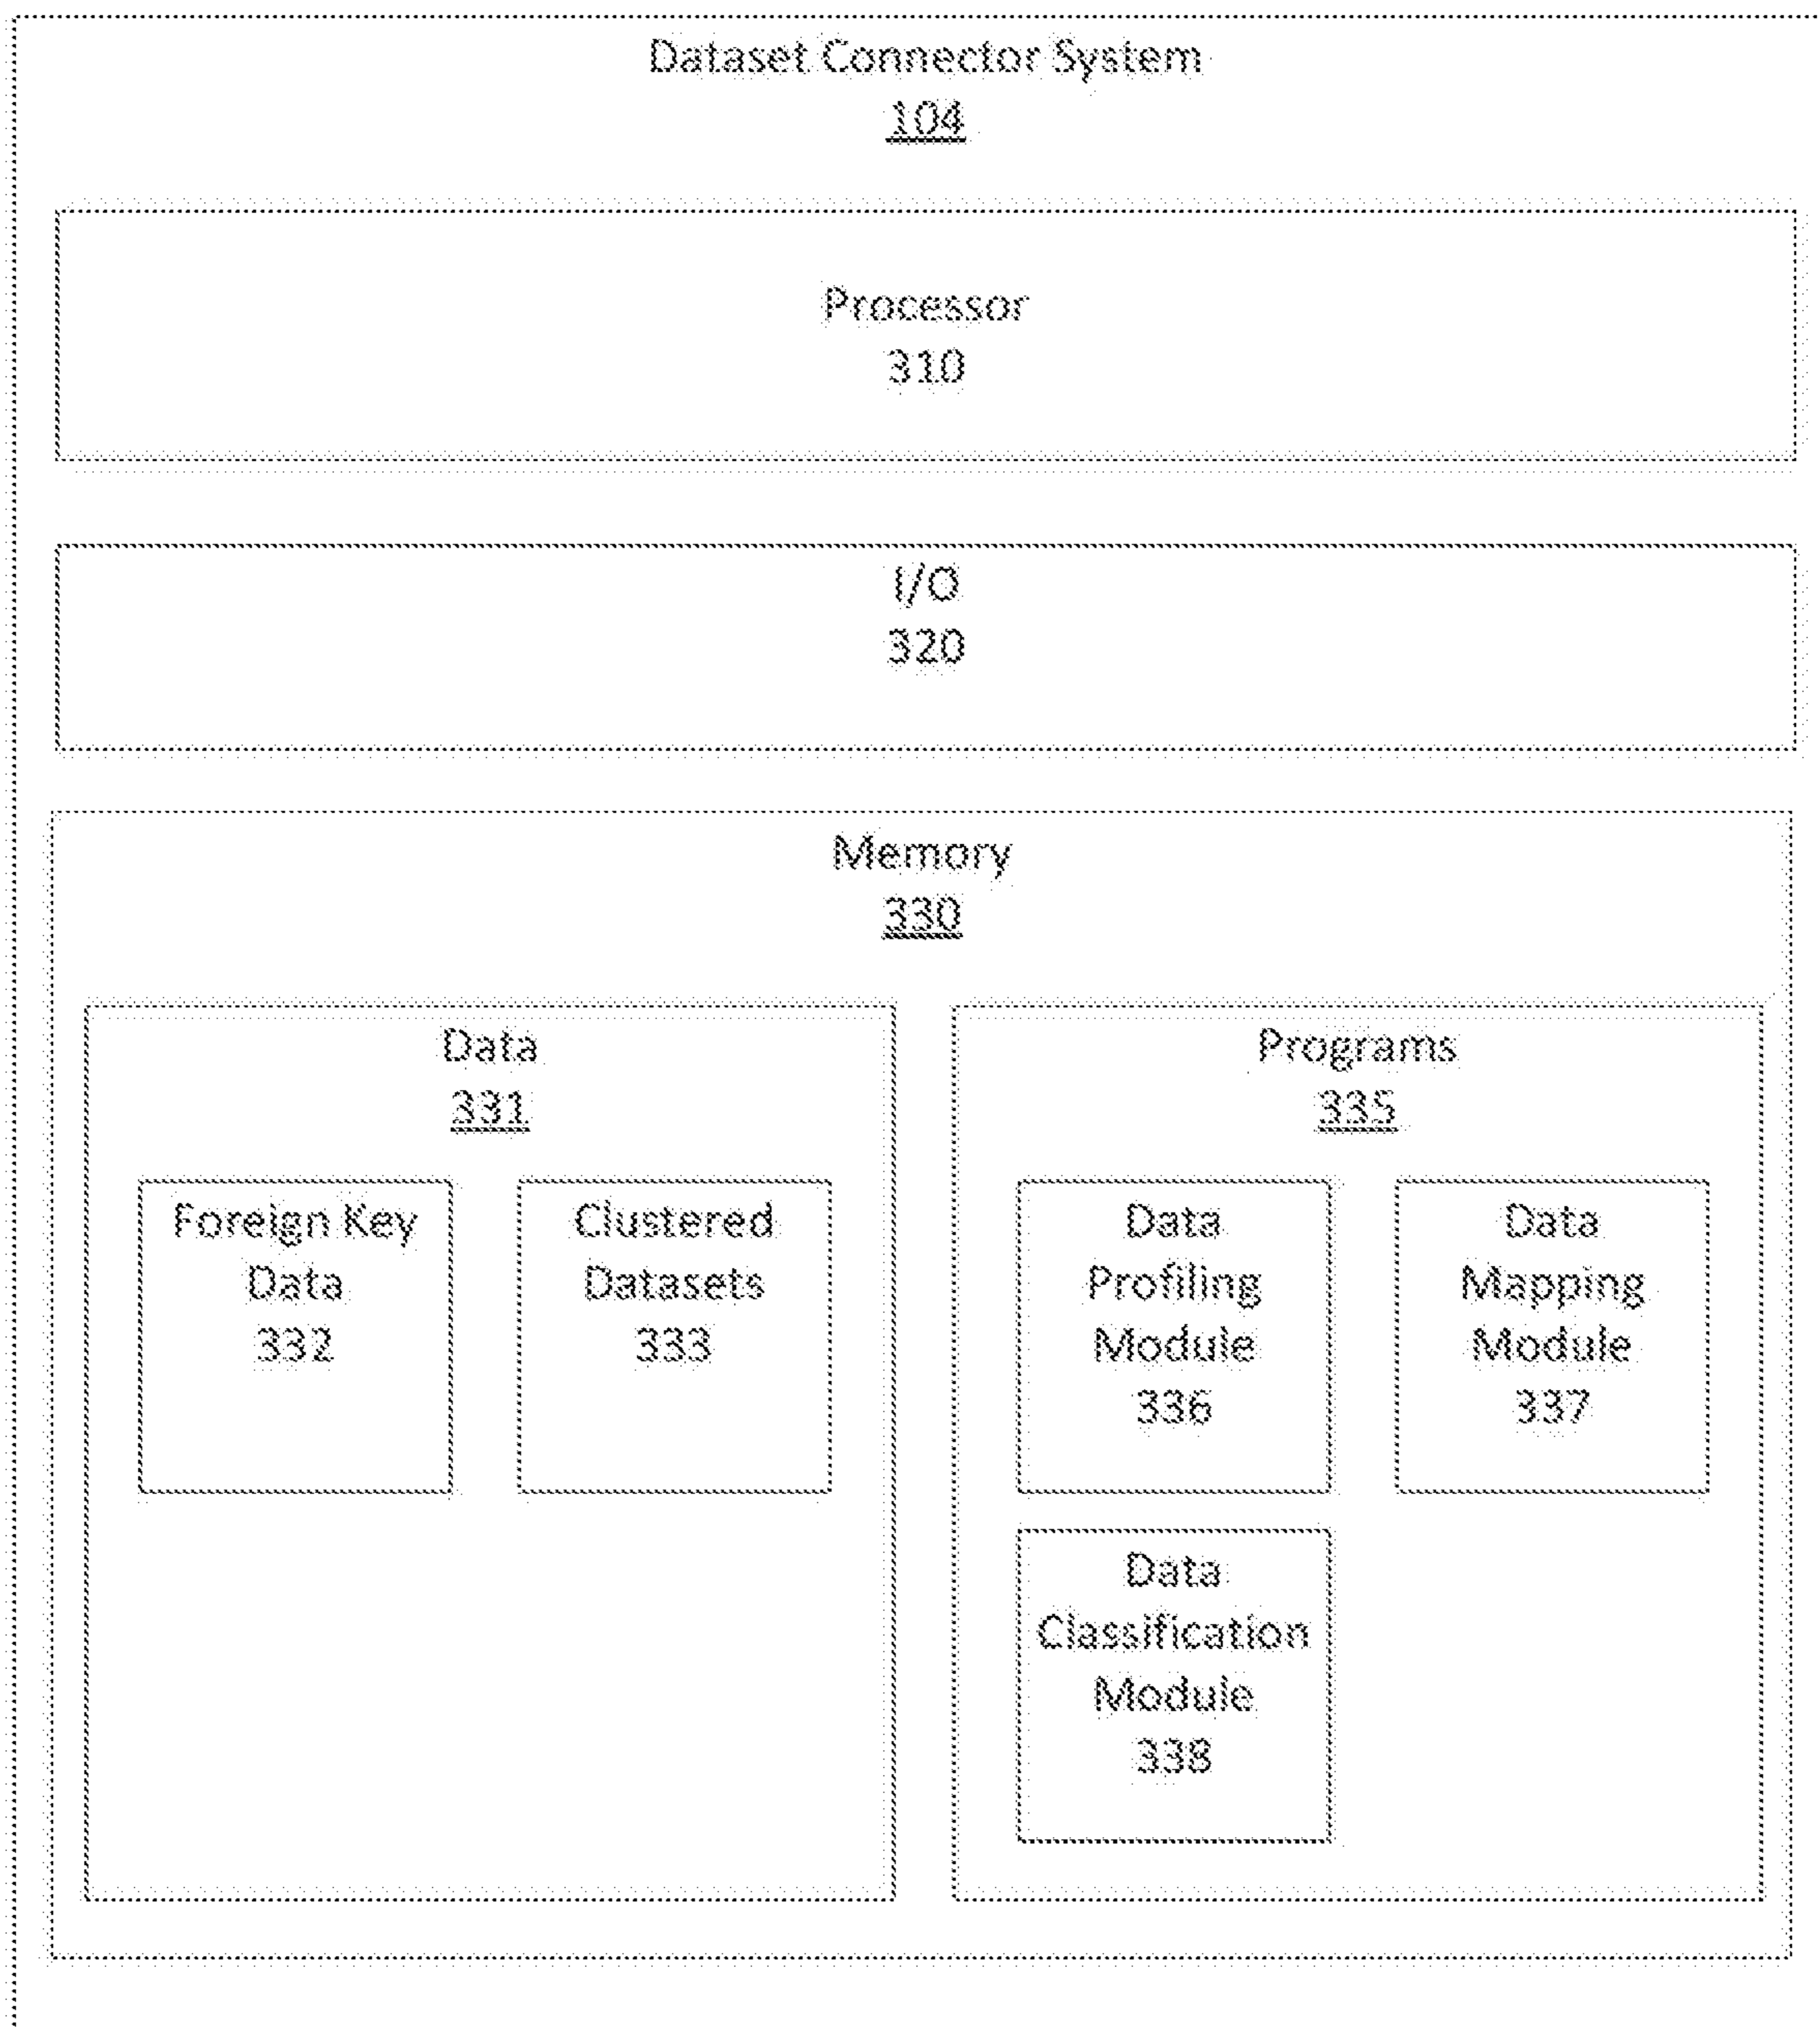 Dataset Connector System
104
Processor
310
I/O
320
Memory
330
Data
331
Foreign Key
Data
332
Clustered
Datasets
333
Programs
335
Data
Profiling
Module
336
Data
Mapping
Module
337
Data
Classification
Module
338